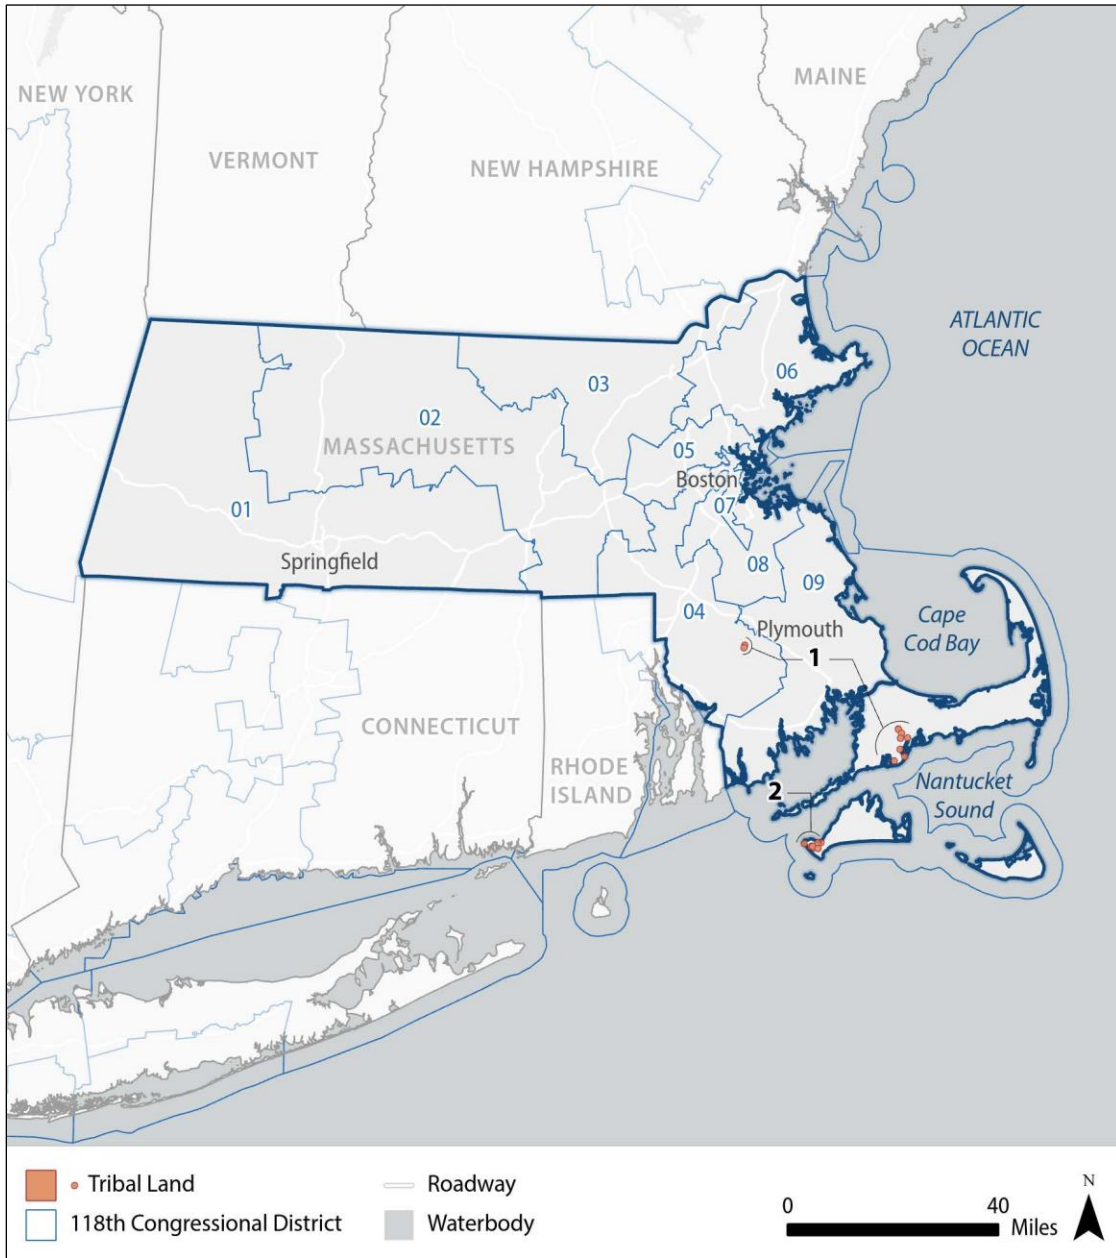 MAINE
NEW YORK
VERMONT
NEW HAMPSHIRE
ATLANTIC
OCEAN
06
03
02
MASSACHUSETTS
05
Boston
07
01
Springfield
08
09
04
Plymouth
Cape
Cod Bay
1
CONNECTICUT
RHODE
ISLAND
2
Nantucket
Sound
Tribal Land
Roadway
118th Congressional District
Waterbody
0
40
Miles
N